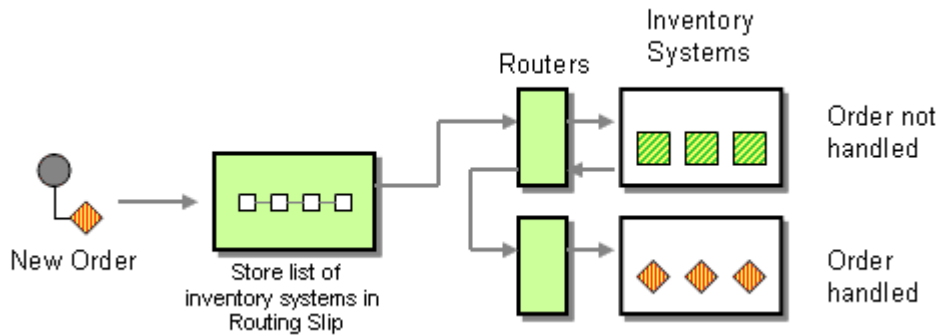 Inventory
Systems
Routers
Order not
handled
New Order
Store list of
inventory systems in
Routing Slip
Order
handled